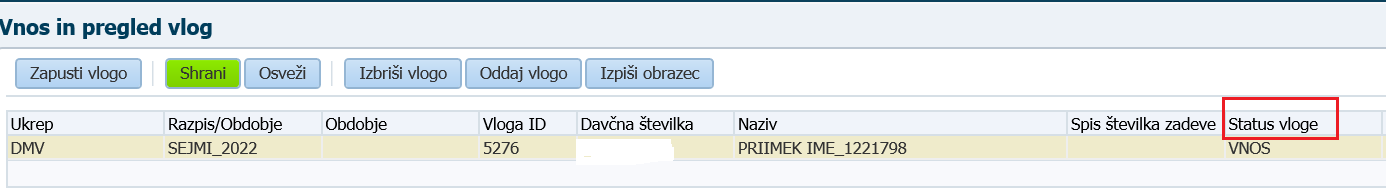 Vnos in pregled vlog
Zapusti vlogo Shrani Osveži Izbriši vlogo Oddaj vlogo Izpiši obrazec
Ukrep Razpis/Obdobje Obdobje Vloga ID Davčna številka Naziv Spis številka zadeve Status vloge
DMV SEJMI_2022 5276 PRIIMEK IME_1221798 VNOS